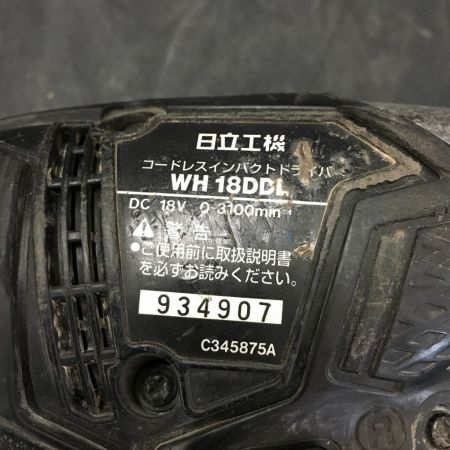 日立工機
コードレスインパクトドライバ
WH 18DDL
DC 18V 0-3100min⁻¹
警告
●ご使用前に取扱説明書
を必ずお読みください。
934907
C345875A
R